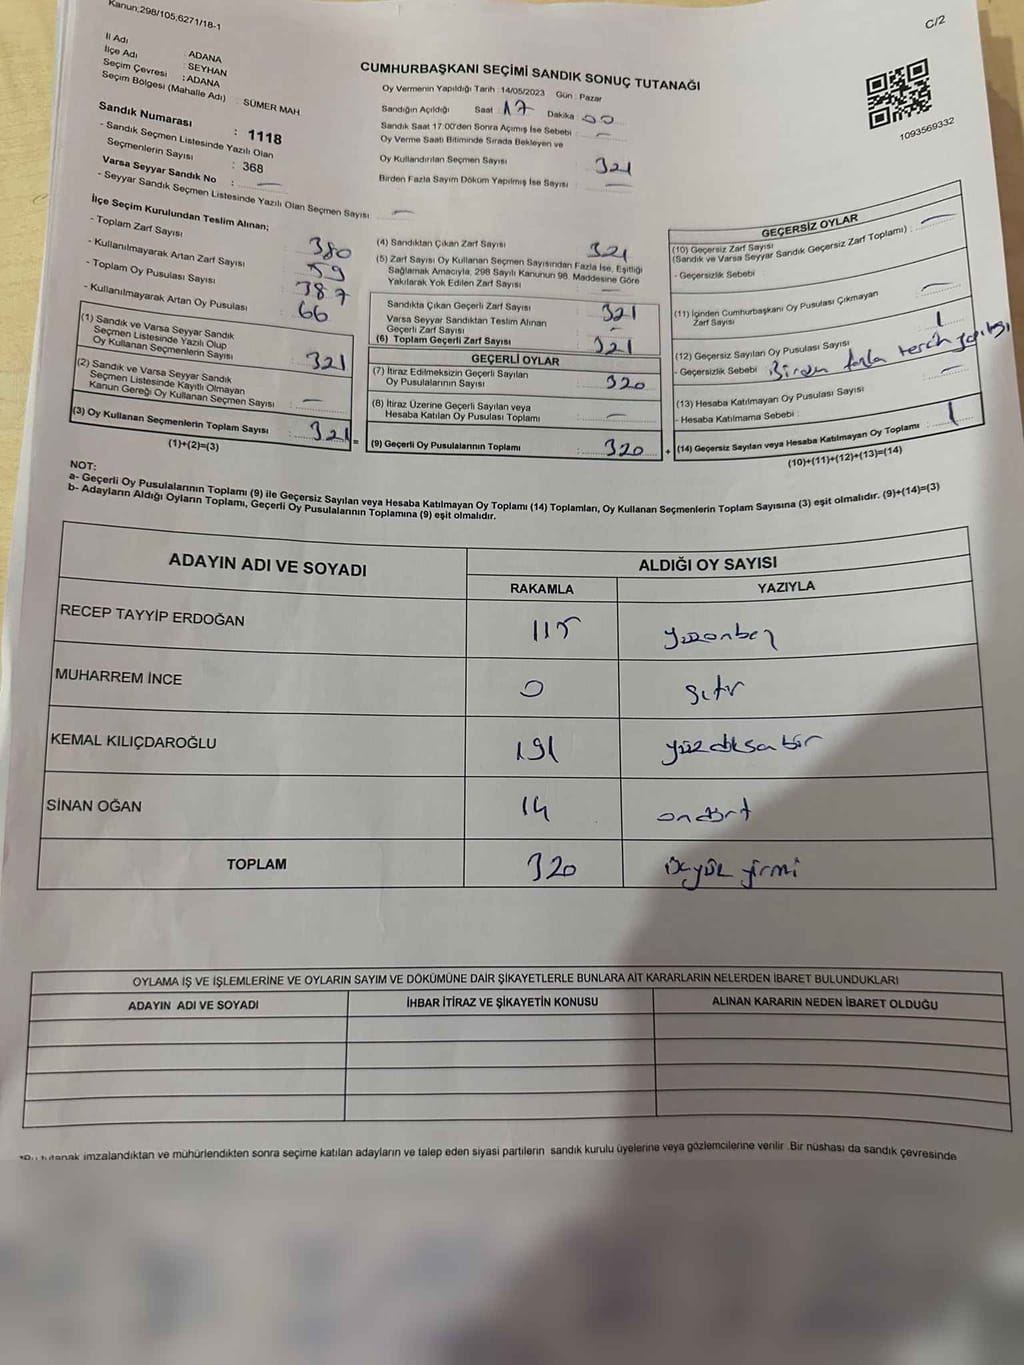 Kanun:298/105;6271/18-1
C/2
İl Adı : ADANA
İlçe Adı : SEYHAN
Seçim Çevresi : ADANA
Seçim Bölgesi (Mahalle Adı) : SÜMER MAH
Sandık Numarası : 1118
- Sandık Seçmen Listesinde Yazılı Olan
Seçmenlerin Sayısı : 368
Varsa Seyyar Sandık No : —
- Seyyar Sandık Seçmen Listesinde Yazılı Olan Seçmen Sayısı : —
CUMHURBAŞKANI SEÇİMİ SANDIK SONUÇ TUTANAĞI
Oy Vermenin Yapıldığı Tarih : 14/05/2023 Gün : Pazar
Sandığın Açıldığı Saat : 17 Dakika : 00
Sandık Saat 17:00'den Sonra Açımış İse Sebebi : —
Oy Verme Saati Bitiminde Sırada Bekleyen ve
Oy Kullandırılan Seçmen Sayısı : 321
Birden Fazla Sayım Döküm Yapılmış İse Sayısı : —
1093569332
İlçe Seçim Kurulundan Teslim Alınan;
- Toplam Zarf Sayısı : 380
- Kullanılmayarak Artan Zarf Sayısı : 59
- Toplam Oy Pusulası Sayısı : 387
- Kullanılmayarak Artan Oy Pusulası : 66
(1) Sandık ve Varsa Seyyar Sandık
Seçmen Listesinde Yazılı Olup
Oy Kullanan Seçmenlerin Sayısı : 321
(2) Sandık ve Varsa Seyyar Sandık
Seçmen Listesinde Kayıtlı Olmayan
Kanun Gereği Oy Kullanan Seçmen Sayısı : —
(3) Oy Kullanan Seçmenlerin Toplam Sayısı : 321 =
(1)+(2)=(3)
(4) Sandıktan Çıkan Zarf Sayısı : 321
(5) Zarf Sayısı Oy Kullanan Seçmen Sayısından Fazla İse, Eşitliği
Sağlamak Amacıyla, 298 Sayılı Kanunun 98. Maddesine Göre
Yakılarak Yok Edilen Zarf Sayısı : —
Sandıkta Çıkan Geçerli Zarf Sayısı : 321
Varsa Seyyar Sandıktan Teslim Alınan
Geçerli Zarf Sayısı : —
(6) Toplam Geçerli Zarf Sayısı : 321
GEÇERLİ OYLAR
(7) İtiraz Edilmeksizin Geçerli Sayılan
Oy Pusulalarının Sayısı : 320
(8) İtiraz Üzerine Geçerli Sayılan veya
Hesaba Katılan Oy Pusulası Toplamı : —
(9) Geçerli Oy Pusulalarının Toplamı : 320 +
GEÇERSİZ OYLAR
(10) Geçersiz Zarf Sayısı
(Sandık ve Varsa Seyyar Sandık Geçersiz Zarf Toplamı) : —
- Geçersizlik Sebebi :
(11) İçinden Cumhurbaşkanı Oy Pusulası Çıkmayan
Zarf Sayısı : —
(12) Geçersiz Sayılan Oy Pusulası Sayısı : 1
- Geçersizlik Sebebi : Birden fazla tercih yapılmış
(13) Hesaba Katılmayan Oy Pusulası Sayısı : —
- Hesaba Katılmama Sebebi :
(14) Geçersiz Sayılan veya Hesaba Katılmayan Oy Toplamı : 1
(10)+(11)+(12)+(13)=(14)
NOT:
a- Geçerli Oy Pusulalarının Toplamı (9) ile Geçersiz Sayılan veya Hesaba Katılmayan Oy Toplamı (14) Toplamları, Oy Kullanan Seçmenlerin Toplam Sayısına (3) eşit olmalıdır. (9)+(14)=(3)
b- Adayların Aldığı Oyların Toplamı, Geçerli Oy Pusulalarının Toplamına (9) eşit olmalıdır.
ADAYIN ADI VE SOYADI
ALDIĞI OY SAYISI
RAKAMLA YAZIYLA
RECEP TAYYİP ERDOĞAN 115 yüzonbeş
MUHARREM İNCE 0 sıfır
KEMAL KILIÇDAROĞLU 191 yüzdoksanbir
SİNAN OĞAN 14 ondört
TOPLAM 320 üçyüz yirmi
OYLAMA İŞ VE İŞLEMLERİNE VE OYLARIN SAYIM VE DÖKÜMÜNE DAİR ŞİKAYETLERLE BUNLARA AİT KARARLARIN NELERDEN İBARET BULUNDUKLARI
ADAYIN ADI VE SOYADI İHBAR İTİRAZ VE ŞİKAYETİN KONUSU ALINAN KARARIN NEDEN İBARET OLDUĞU
*Bu tutanak imzalandıktan ve mühürlendikten sonra seçime katılan adayların ve talep eden siyasi partilerin sandık kurulu üyelerine veya gözlemcilerine verilir. Bir nüshası da sandık çevresinde